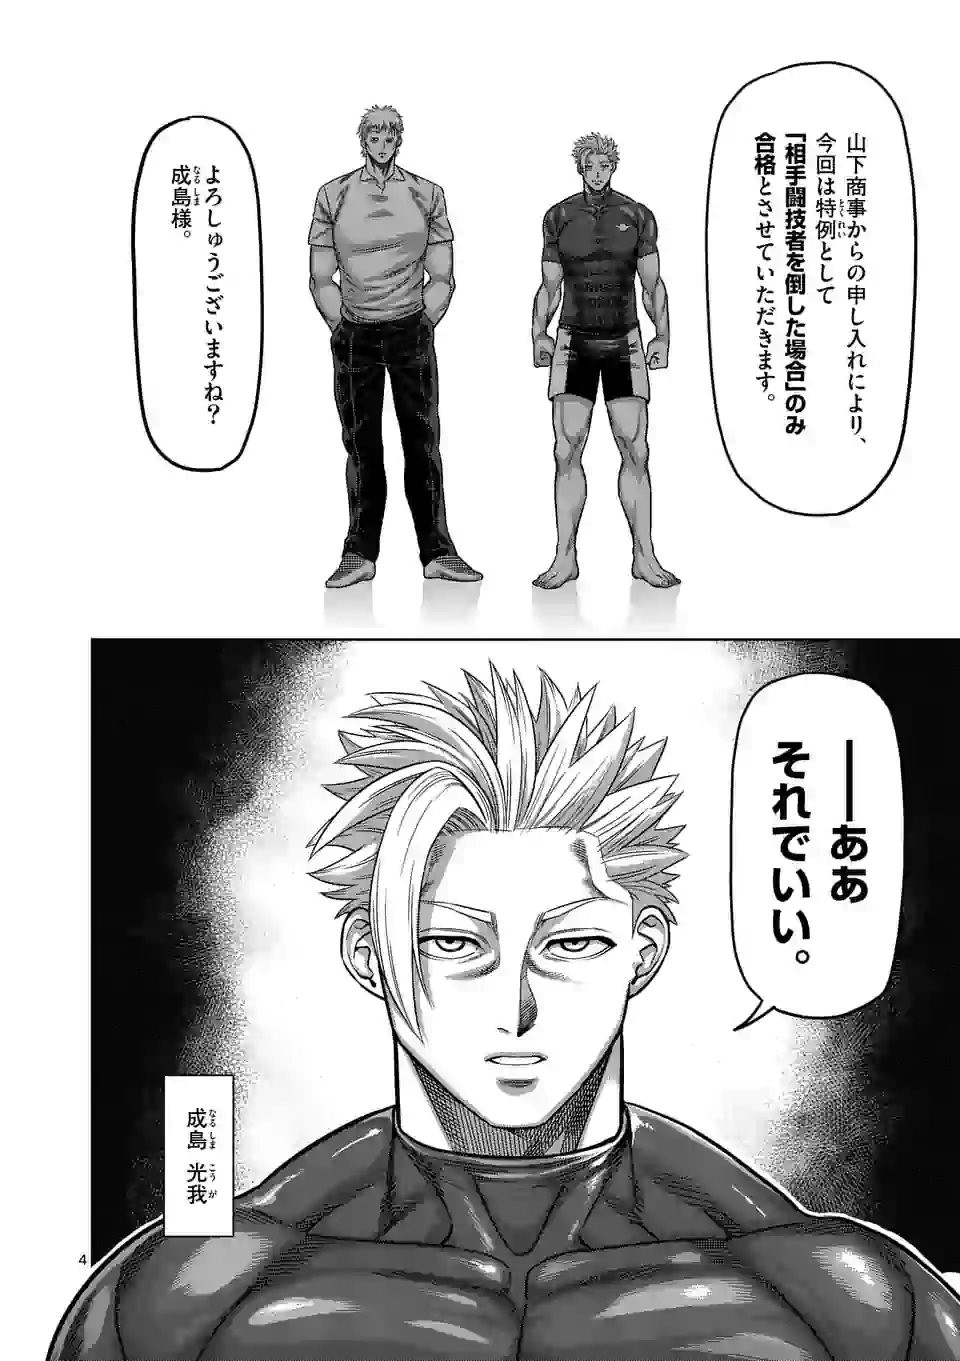 山下商事からの申し入れにより、
今回は特例として
「相手闘技者を倒した場合」のみ
合格とさせていただきます。
よろしゅうございますね？
成島様。
――ああ
それでいい。
成島 光我
4